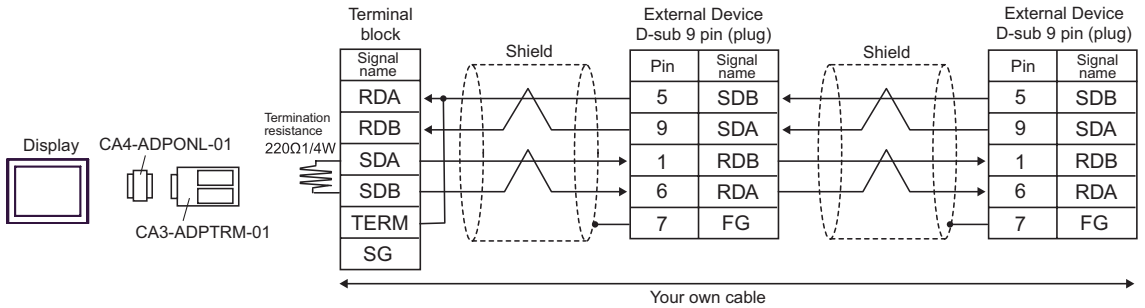 Display
CA4-ADPONL-01
CA3-ADPTRM-01
Termination
resistance
220Ω1/4W
Terminal
block
Signal
name
RDA
RDB
SDA
SDB
TERM
SG
Shield
External Device
D-sub 9 pin (plug)
Pin Signal
name
5 SDB
9 SDA
1 RDB
6 RDA
7 FG
Shield
External Device
D-sub 9 pin (plug)
Pin Signal
name
5 SDB
9 SDA
1 RDB
6 RDA
7 FG
Your own cable